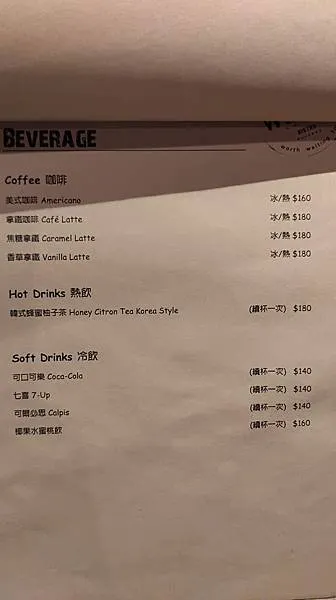 BISTRO
worth waiting
BEVERAGE
Coffee 咖啡
美式咖啡 Americano 冰/熱 $160
拿鐵咖啡 Café Latte 冰/熱 $180
焦糖拿鐵 Caramel Latte 冰/熱 $180
香草拿鐵 Vanilla Latte 冰/熱 $180
Hot Drinks 熱飲
韓式蜂蜜柚子茶 Honey Citron Tea Korea Style (續杯一次) $180
Soft Drinks 冷飲
可口可樂 Coca-Cola (續杯一次) $140
七喜 7-Up (續杯一次) $140
可爾必思 Calpis (續杯一次) $140
椰果水蜜桃飲 (續杯一次) $160